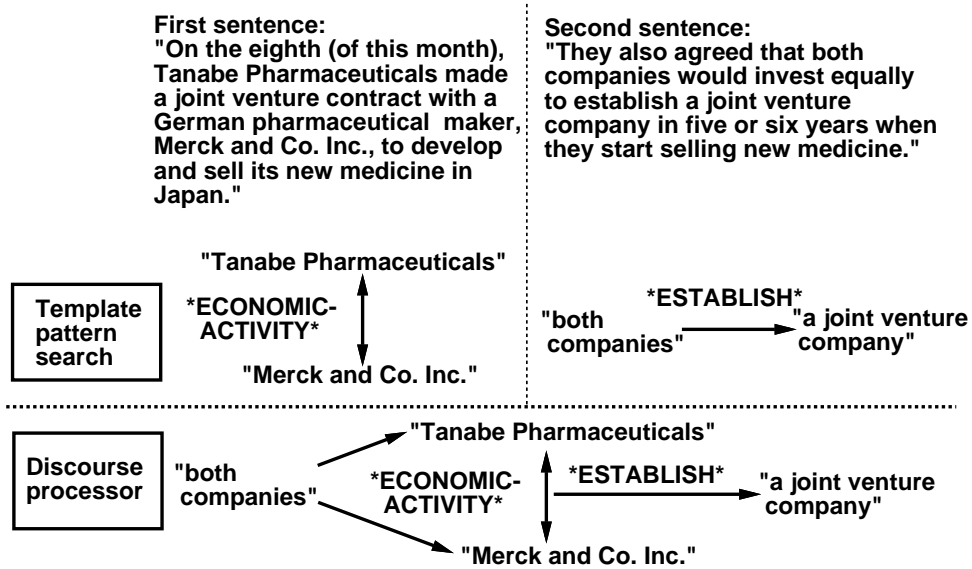 First sentence:
"On the eighth (of this month),
Tanabe Pharmaceuticals made
a joint venture contract with a
German pharmaceutical maker,
Merck and Co. Inc., to develop
and sell its new medicine in
Japan."
Second sentence:
"They also agreed that both
companies would invest equally
to establish a joint venture
company in five or six years when
they start selling new medicine."
Template
pattern
search
"Tanabe Pharmaceuticals"
*ECONOMIC-
ACTIVITY*
"Merck and Co. Inc."
"both
companies"
*ESTABLISH*
"a joint venture
company"
Discourse
processor
"both
companies"
"Tanabe Pharmaceuticals"
*ECONOMIC-
ACTIVITY*
"Merck and Co. Inc."
*ESTABLISH*
"a joint venture
company"